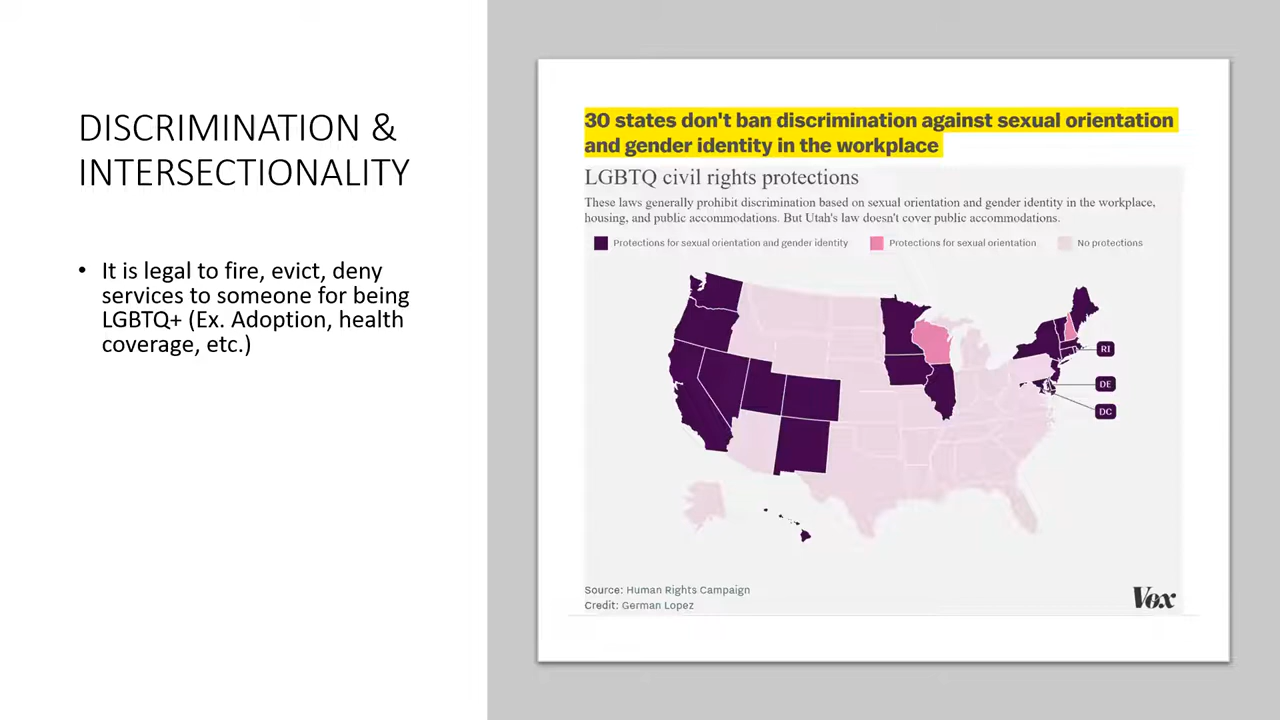 DISCRIMINATION &
INTERSECTIONALITY
• It is legal to fire, evict, deny
services to someone for being
LGBTQ+ (Ex. Adoption, health
coverage, etc.)
30 states don't ban discrimination against sexual orientation
and gender identity in the workplace
LGBTQ civil rights protections
These laws generally prohibit discrimination based on sexual orientation and gender identity in the workplace,
housing, and public accommodations. But Utah's law doesn't cover public accommodations.
Protections for sexual orientation and gender identity
Protections for sexual orientation
No protections
RI
DE
DC
Source: Human Rights Campaign
Credit: German Lopez
Vox